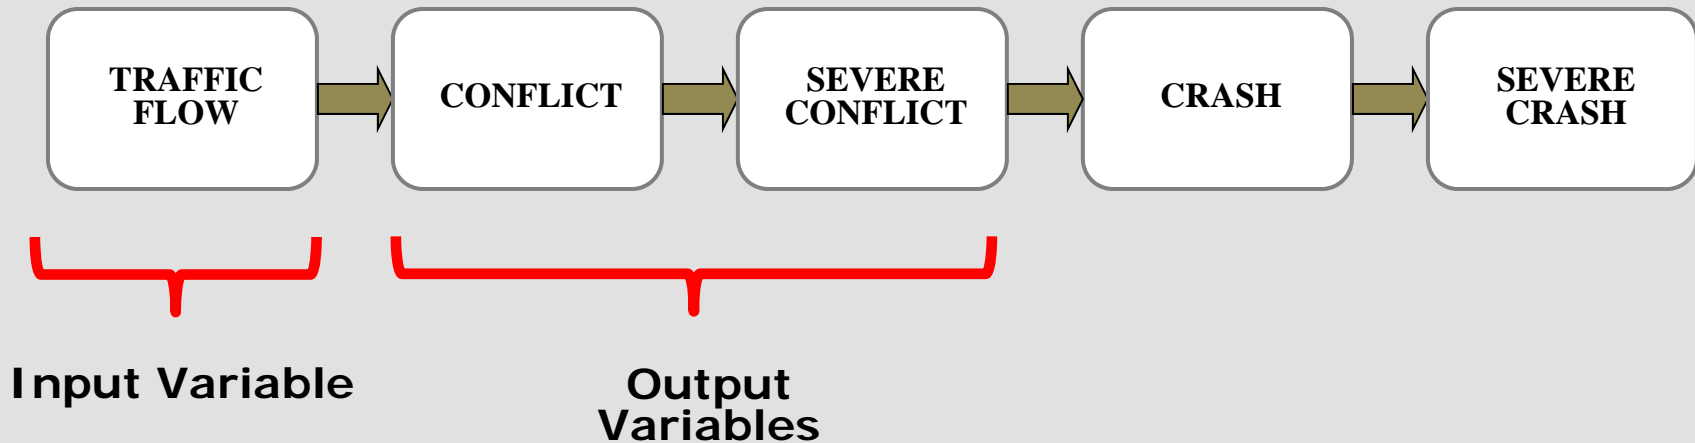 TRAFFIC
FLOW
CONFLICT
SEVERE
CONFLICT
CRASH
SEVERE
CRASH
Input Variable
Output
Variables